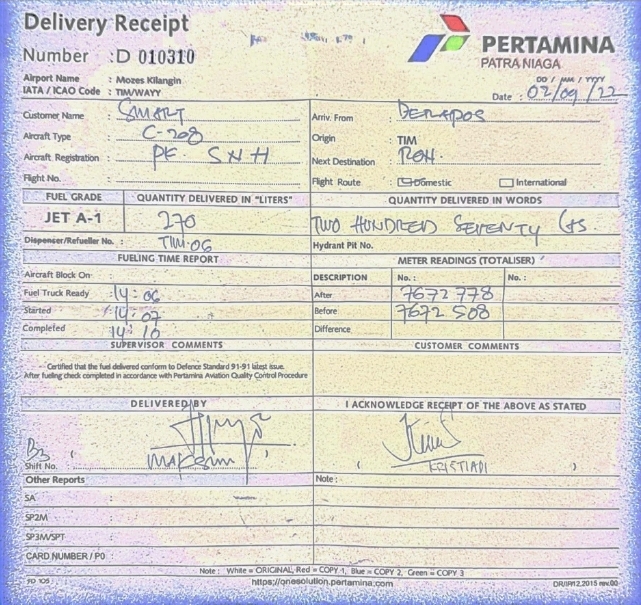 Delivery Receipt
Number : D 010310
PERTAMINA
PATRA NIAGA
Airport Name : Mozes Kilangin
IATA / ICAO Code : TIM/WAYY
DD / MM / YYYY
Date : 02/09/22
Customer Name : SMART
Arriv. From
Aircraft Type : C-208
Origin : TIM
Aircraft Registration : PK. SNH
Next Destination
Flight No. :
Flight Route : Domestic International
FUEL GRADE QUANTITY DELIVERED IN "LITERS" QUANTITY DELIVERED IN WORDS
JET A-1 270 TWO HUNDRED SEVENTY
Dispenser/Refueller No. : TIM-06 Hydrant Pit No.
FUELING TIME REPORT METER READINGS (TOTALISER)
Aircraft Block On : DESCRIPTION No. : No. :
Fuel Truck Ready : 14:06 After 7672 778
Started : 14:07 Before 7672 508
Completed : 14:10 Difference
SUPERVISOR COMMENTS CUSTOMER COMMENTS
Certified that the fuel delivered conform to Defence Standard 91-91 latest issue.
After fueling check completed in accordance with Pertamina Aviation Quality Control Procedure
DELIVERED BY I ACKNOWLEDGE RECEIPT OF THE ABOVE AS STATED
Shift No. ( ) ( KRISTIADI )
Other Reports Note :
SA :
SP2M :
SP3M/SPT :
CARD NUMBER / PO :
Note : White = ORIGINAL, Red = COPY 1, Blue = COPY 2, Green = COPY 3
FO 105 https://onesolution.pertamina.com